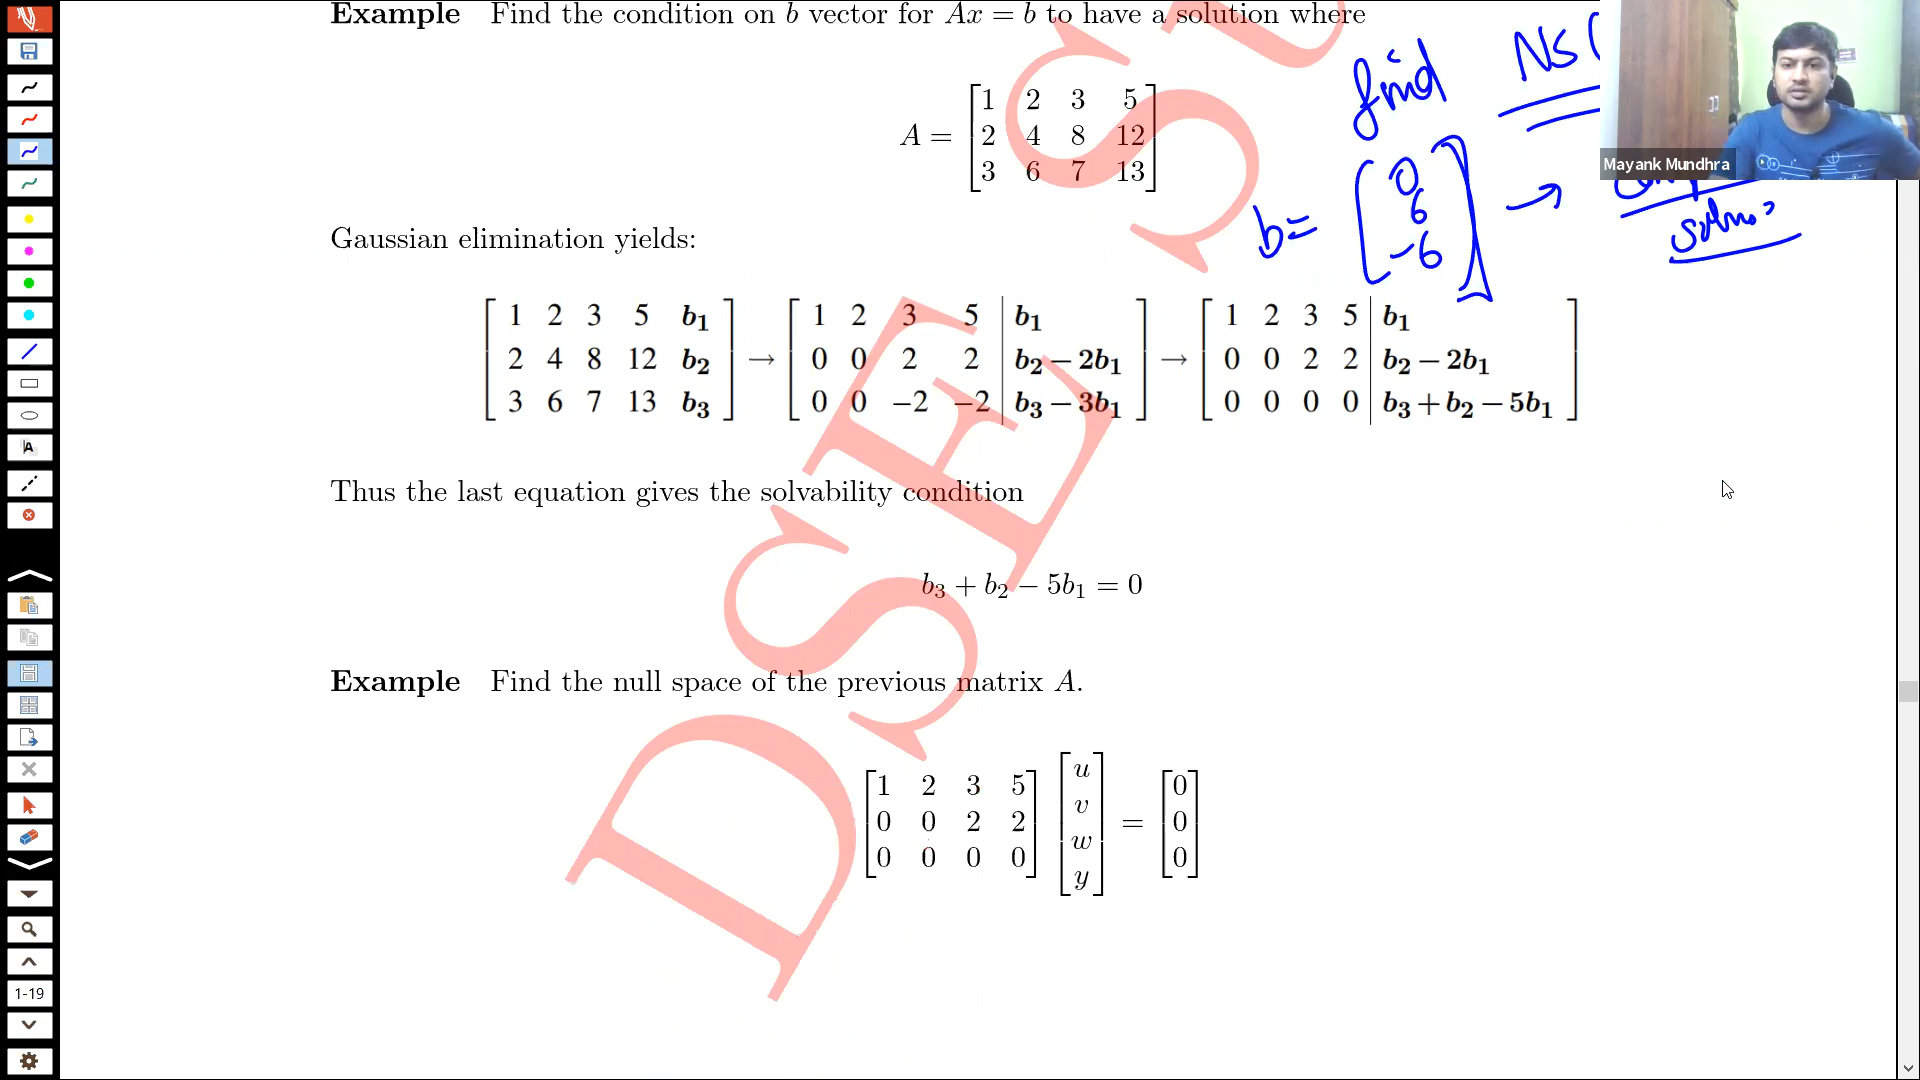 Example Find the condition on b vector for Ax = b to have a solution where
find NS(
A = [1 2 3 5
2 4 8 12
3 6 7 13]
b = [0
6
-6] →
soln?
Mayank Mundhra
Gaussian elimination yields:
[1 2 3 5 b₁ → [1 2 3 5 | b₁ → [1 2 3 5 | b₁
2 4 8 12 b₂ 0 0 2 2 | b₂ − 2b₁ 0 0 2 2 | b₂ − 2b₁
3 6 7 13 b₃] 0 0 −2 −2 | b₃ − 3b₁] 0 0 0 0 | b₃ + b₂ − 5b₁]
Thus the last equation gives the solvability condition
b₃ + b₂ − 5b₁ = 0
Example Find the null space of the previous matrix A.
[1 2 3 5 [u [0
0 0 2 2 v = 0
0 0 0 0] w 0]
y]
DSE SU
1-19